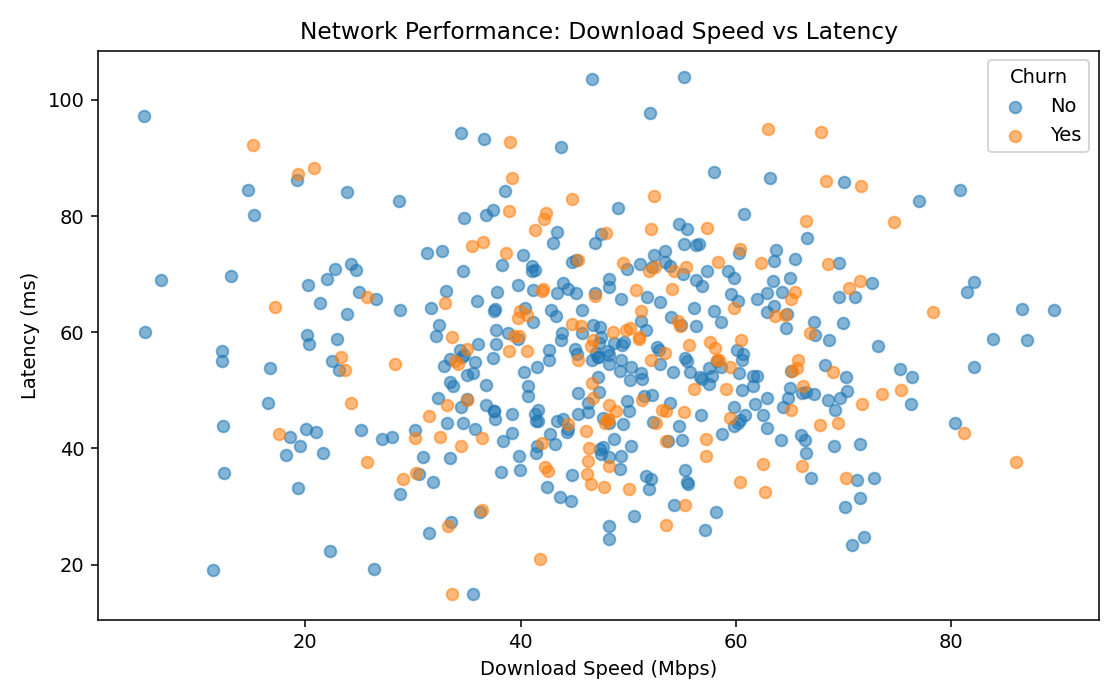 Network Performance: Download Speed vs Latency
Churn
No
Yes
Latency (ms)
100
80
60
40
20
20 40 60 80
Download Speed (Mbps)